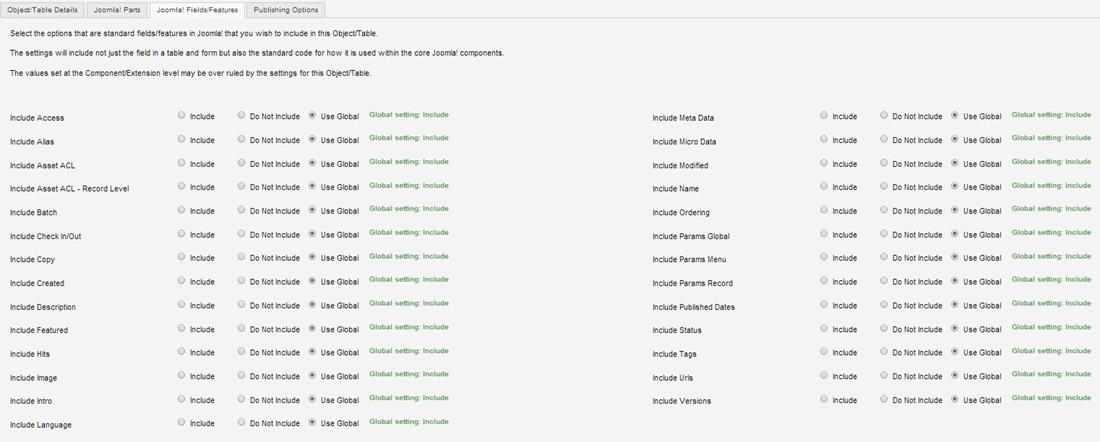 Object/Table Details Joomla! Parts Joomla! Fields/Features Publishing Options
Select the options that are standard fields/features in Joomla! that you wish to include in this Object/Table.
The settings will include not just the field in a table and form but also the standard code for how it is used within the core Joomla! components.
The values set at the Component/Extension level may be over ruled by the settings for this Object/Table.
Include Access Include Do Not Include Use Global Global setting: Include
Include Alias Include Do Not Include Use Global Global setting: Include
Include Asset ACL Include Do Not Include Use Global Global setting: Include
Include Asset ACL - Record Level Include Do Not Include Use Global Global setting: Include
Include Batch Include Do Not Include Use Global Global setting: Include
Include Check In/Out Include Do Not Include Use Global Global setting: Include
Include Copy Include Do Not Include Use Global Global setting: Include
Include Created Include Do Not Include Use Global Global setting: Include
Include Description Include Do Not Include Use Global Global setting: Include
Include Featured Include Do Not Include Use Global Global setting: Include
Include Hits Include Do Not Include Use Global Global setting: Include
Include Image Include Do Not Include Use Global Global setting: Include
Include Intro Include Do Not Include Use Global Global setting: Include
Include Language Include Do Not Include Use Global Global setting: Include
Include Meta Data Include Do Not Include Use Global Global setting: Include
Include Micro Data Include Do Not Include Use Global Global setting: Include
Include Modified Include Do Not Include Use Global Global setting: Include
Include Name Include Do Not Include Use Global Global setting: Include
Include Ordering Include Do Not Include Use Global Global setting: Include
Include Params Global Include Do Not Include Use Global Global setting: Include
Include Params Menu Include Do Not Include Use Global Global setting: Include
Include Params Record Include Do Not Include Use Global Global setting: Include
Include Published Dates Include Do Not Include Use Global Global setting: Include
Include Status Include Do Not Include Use Global Global setting: Include
Include Tags Include Do Not Include Use Global Global setting: Include
Include Urls Include Do Not Include Use Global Global setting: Include
Include Versions Include Do Not Include Use Global Global setting: Include